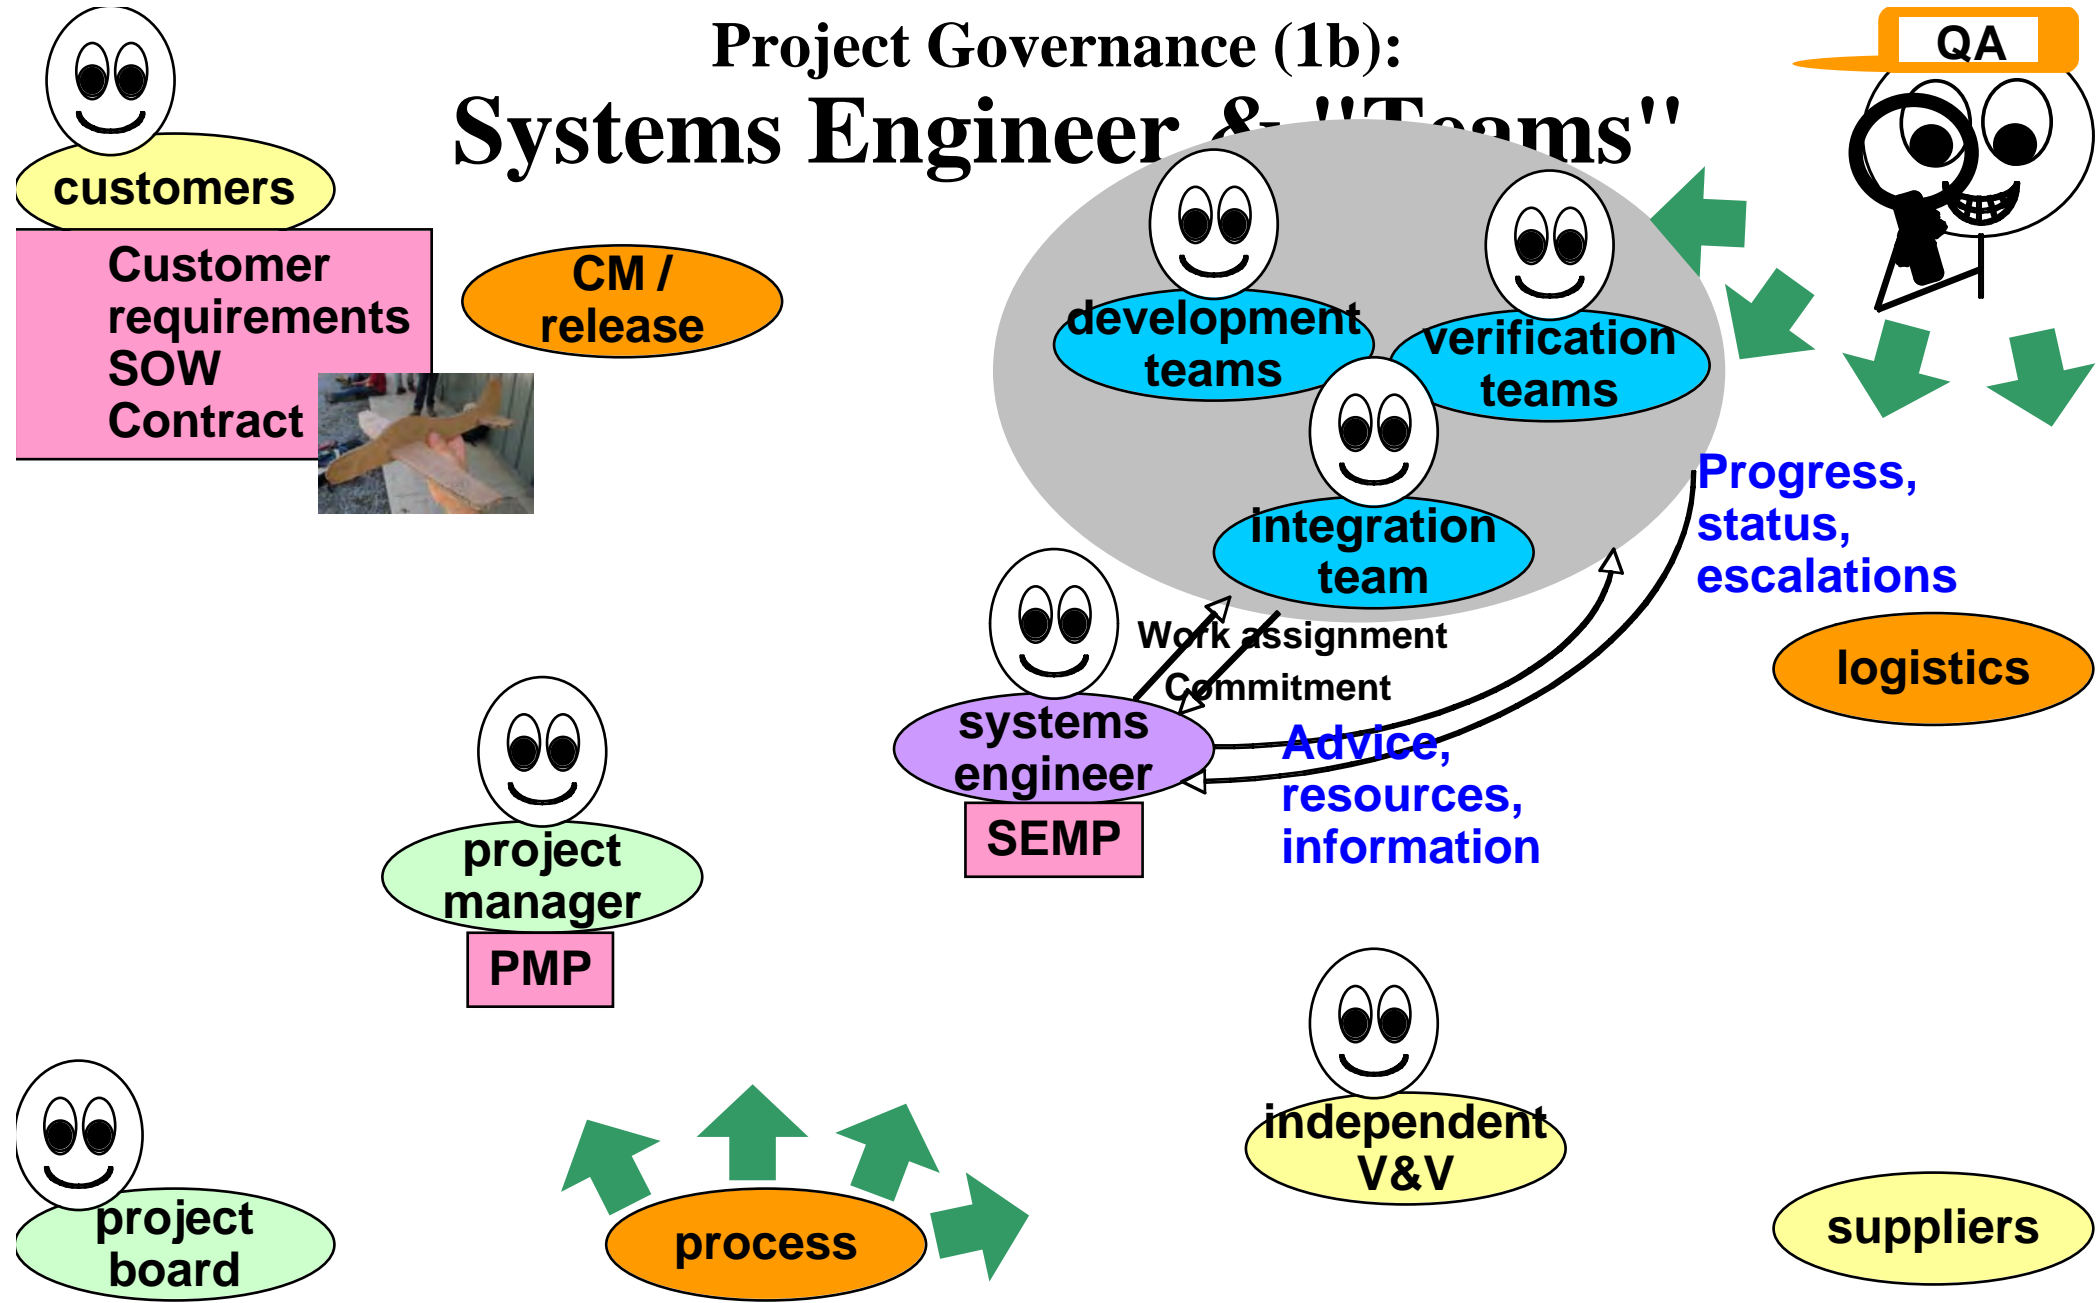 Project Governance (1b):
Systems Engineer & "Teams"
QA
customers
Customer
requirements
SOW
Contract
CM /
release
development
teams
verification
teams
integration
team
Progress,
status,
escalations
Work assignment
Commitment
logistics
systems
engineer
SEMP
Advice,
resources,
information
project
manager
PMP
independent
V&V
project
board
process
suppliers